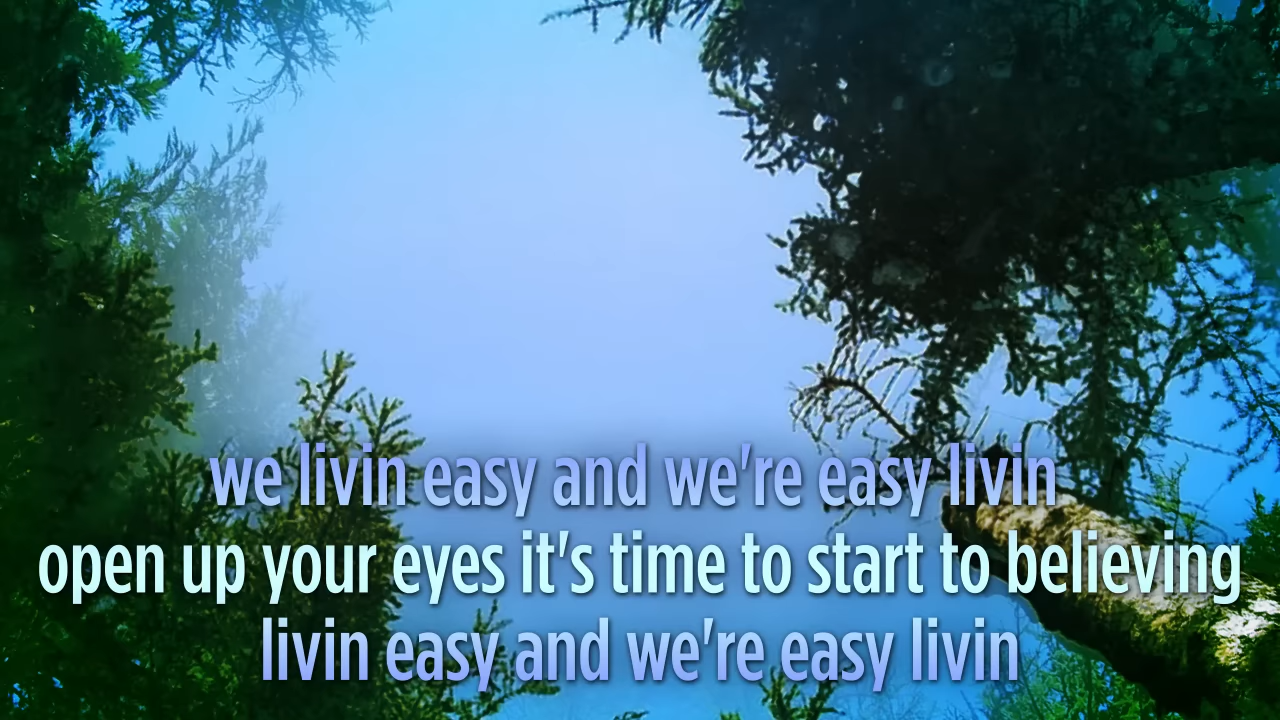 we livin easy and we're easy livin
open up your eyes it's time to start to believing
livin easy and we're easy livin